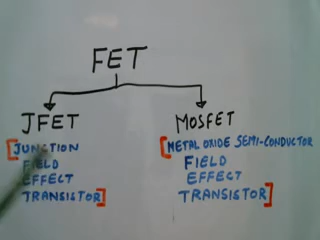 FET
JFET
[JUNCTION
FIELD
EFFECT
TRANSISTOR]
MOSFET
[METAL OXIDE SEMI-CONDUCTOR
FIELD
EFFECT
TRANSISTOR]